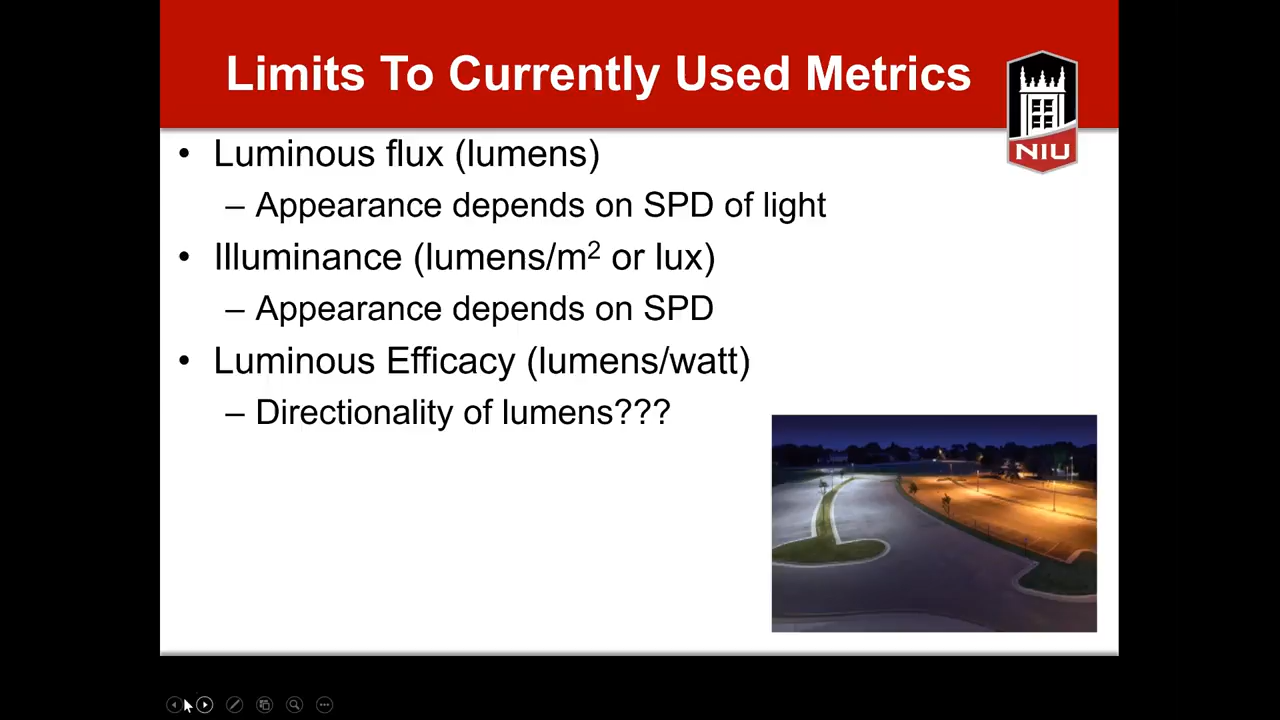 Limits To Currently Used Metrics
NIU
• Luminous flux (lumens)
– Appearance depends on SPD of light
• Illuminance (lumens/m² or lux)
– Appearance depends on SPD
• Luminous Efficacy (lumens/watt)
– Directionality of lumens???